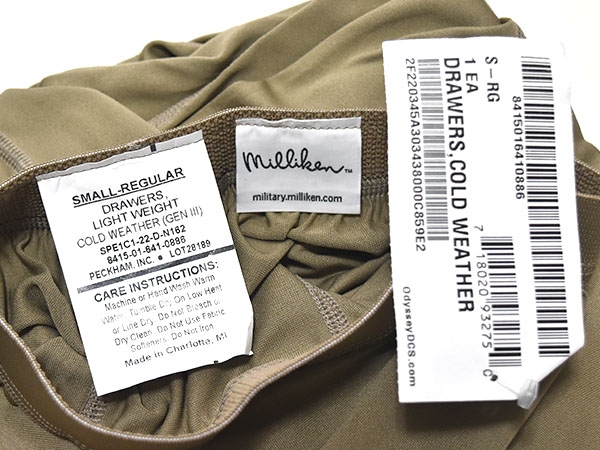 SMALL-REGULAR
DRAWERS,
LIGHT WEIGHT
COLD WEATHER (GEN III)
SPE1C1-22-D-N162
8415-01-641-0886
PECKHAM, INC. • LOT28189
CARE INSTRUCTIONS:
Machine or Hand Wash Warm
Water, Tumble Dry On Low Heat
or Line Dry. Do Not Bleach or
Dry Clean. Do Not Use Fabric
Softeners. Do Not Iron
Made in Charlotte, MI
Milliken™
military.milliken.com
S-RG
8415016410886
1 EA
DRAWERS,COLD WEATHER
2F220345A303438000C859E2
7 18020 93275 C
OdysseyDCS.com